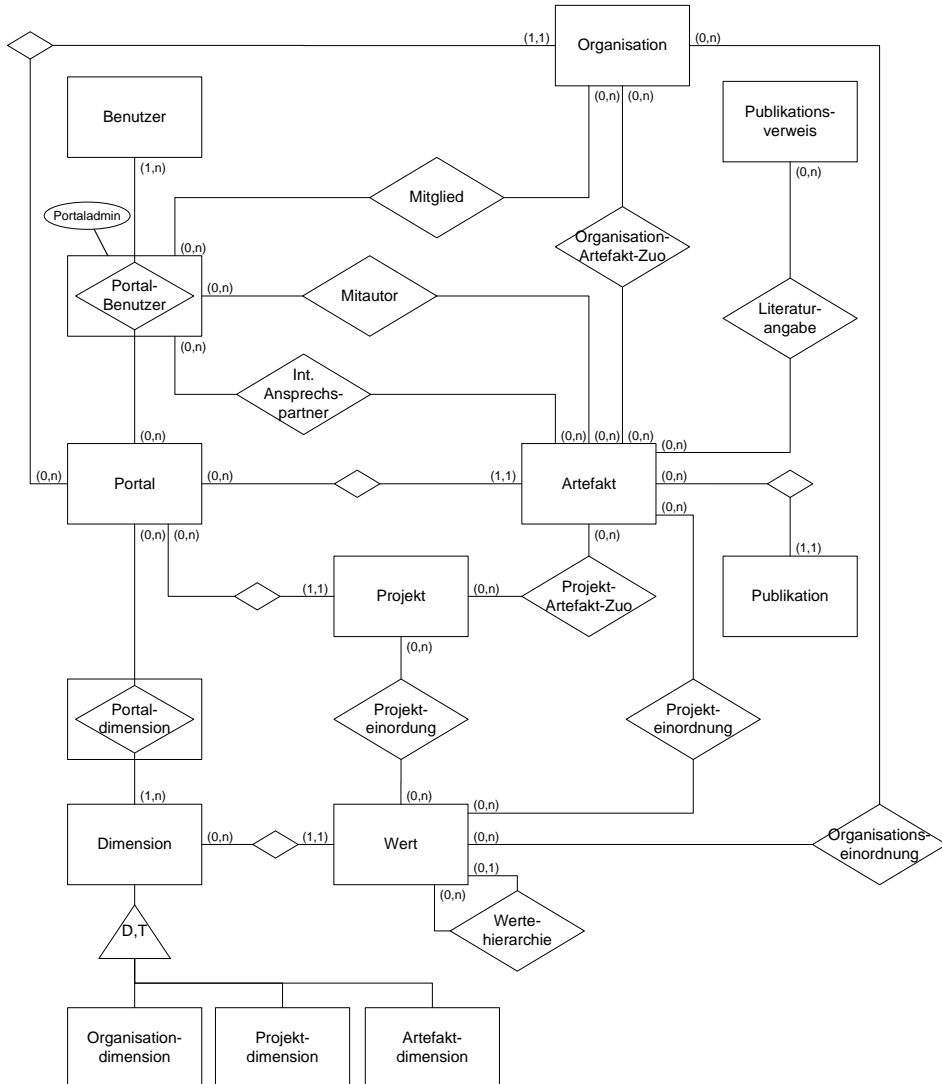 (1,1)
Organisation
(0,n)
Benutzer
(0,n)
(0,n)
Publikations-
verweis
(1,n)
(0,n)
Mitglied
Portaladmin
(0,n)
Organisation-
Artefakt-Zuo
Portal-
Benutzer
(0,n)
Mitautor
Literatur-
angabe
(0,n)
Int.
Ansprechs-
partner
(0,n)
(0,n)
(0,n)
(0,n)
(0,n)
(0,n)
Portal
(0,n)
(1,1)
Artefakt
(0,n)
(0,n)
(0,n)
(0,n)
(0,n)
(1,1)
(1,1)
Projekt
(0,n)
Projekt-
Artefakt-Zuo
Publikation
(0,n)
Portal-
dimension
Projekt-
einordung
Projekt-
einordnung
(1,n)
(0,n)
(0,n)
Dimension
(0,n)
(1,1)
Wert
(0,n)
Organisations-
einordnung
(0,1)
(0,n)
Werte-
hierarchie
D,T
Organisation-
dimension
Projekt-
dimension
Artefakt-
dimension